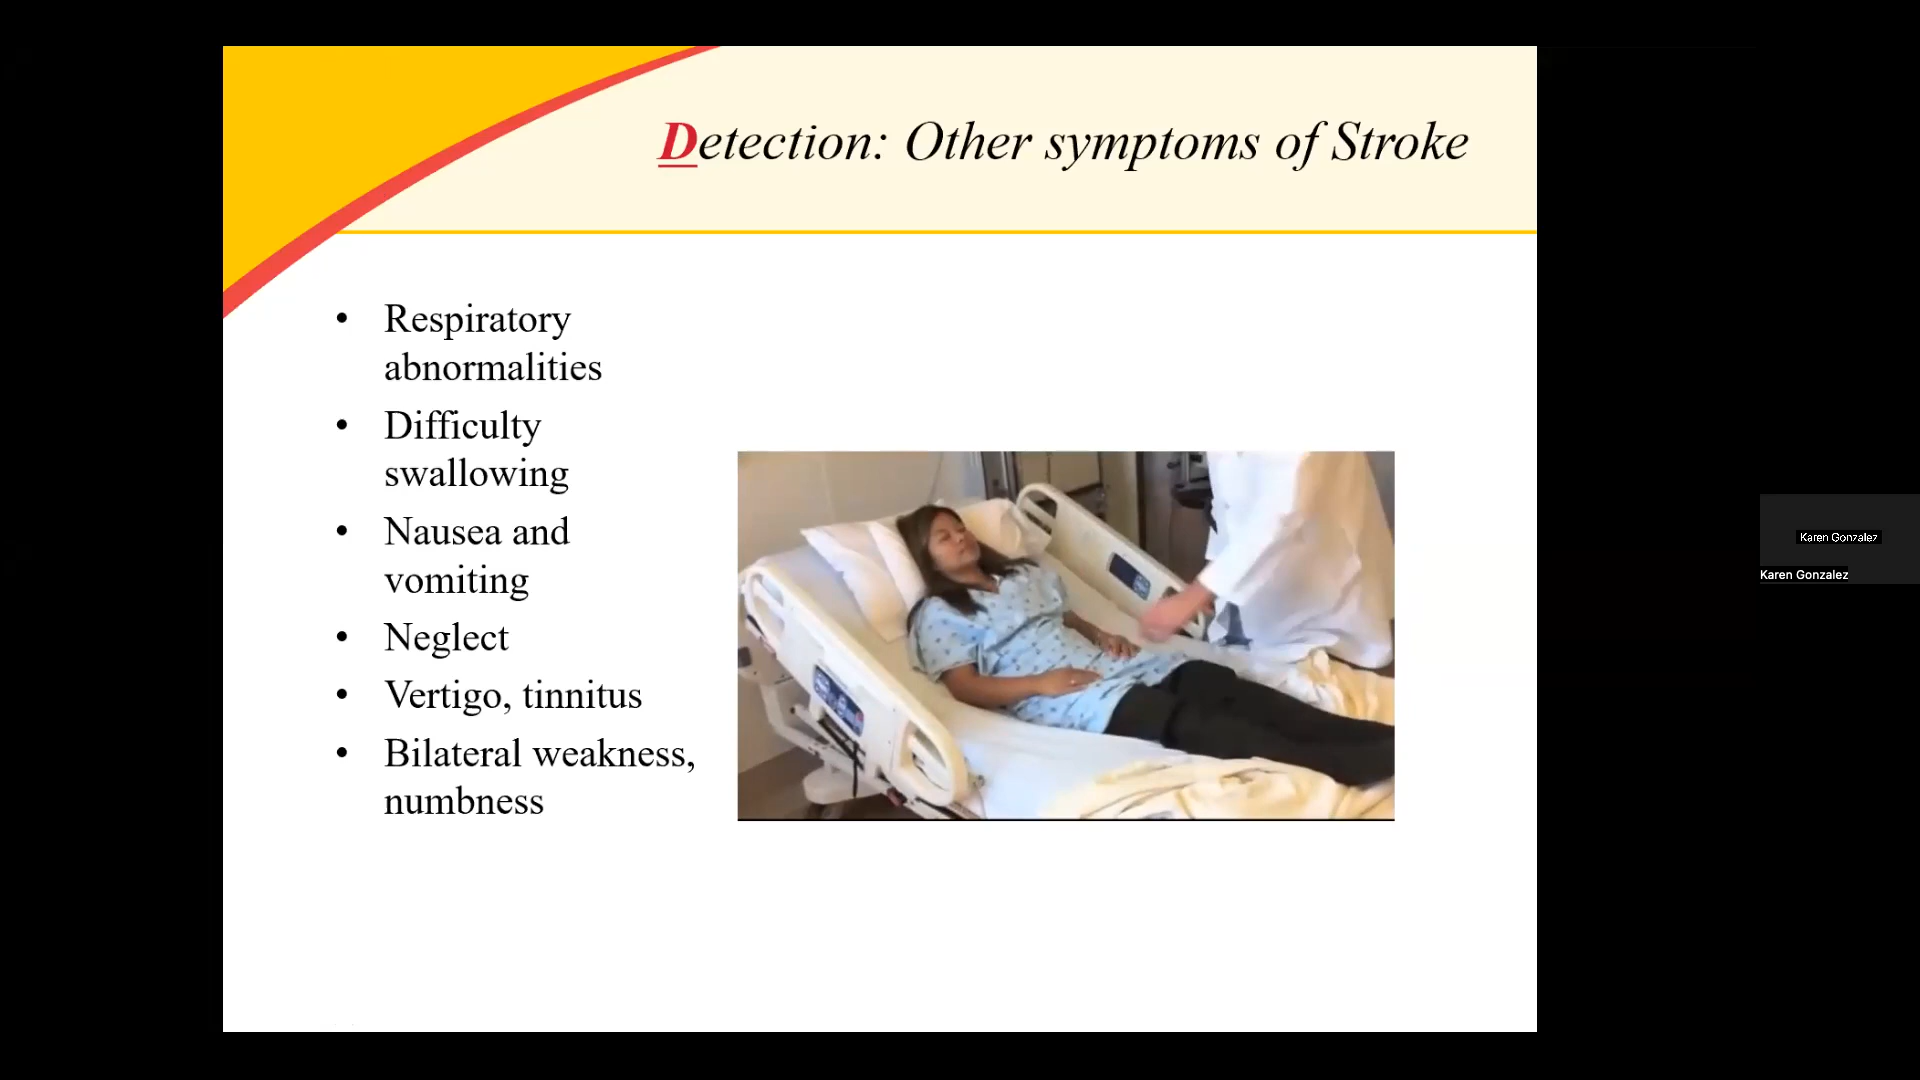 Detection: Other symptoms of Stroke
• Respiratory
abnormalities
• Difficulty
swallowing
• Nausea and
vomiting
• Neglect
• Vertigo, tinnitus
• Bilateral weakness,
numbness
Karen Gonzalez
Karen Gonzalez